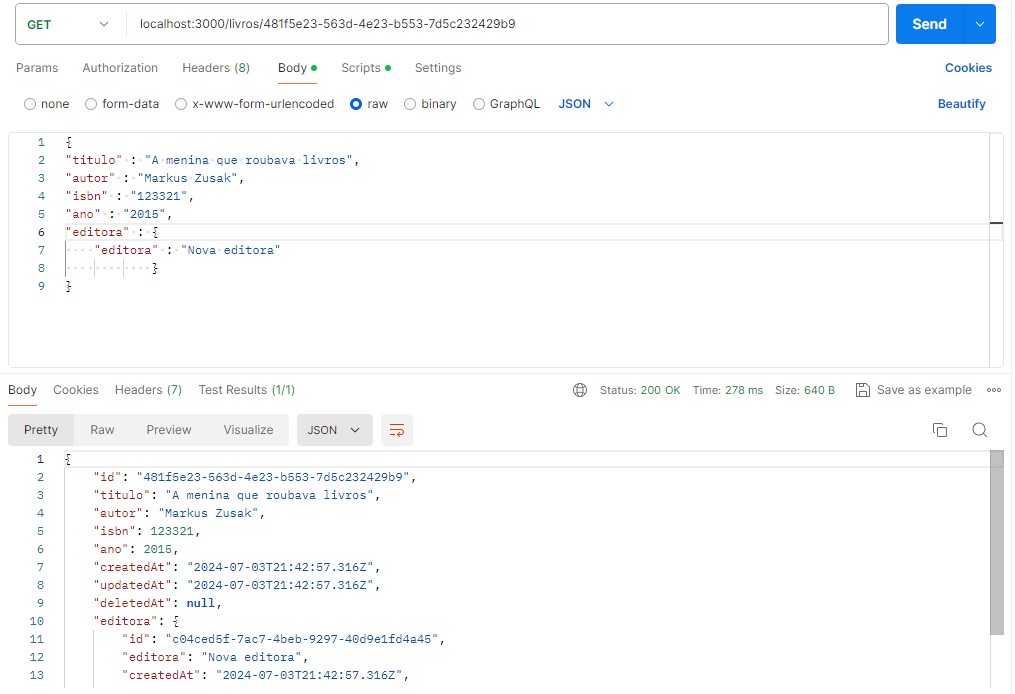 GET localhost:3000/livros/481f5e23-563d-4e23-b553-7d5c232429b9 Send
Params Authorization Headers (8) Body Scripts Settings Cookies
none form-data x-www-form-urlencoded raw binary GraphQL JSON Beautify
1 {
2 "titulo" : "A menina que roubava livros",
3 "autor" : "Markus Zusak",
4 "isbn" : "123321",
5 "ano" : "2015",
6 "editora" : {
7 "editora" : "Nova editora"
8 }
9 }
Body Cookies Headers (7) Test Results (1/1) Status: 200 OK Time: 278 ms Size: 640 B Save as example
Pretty Raw Preview Visualize JSON
1 {
2 "id": "481f5e23-563d-4e23-b553-7d5c232429b9",
3 "titulo": "A menina que roubava livros",
4 "autor": "Markus Zusak",
5 "isbn": 123321,
6 "ano": 2015,
7 "createdAt": "2024-07-03T21:42:57.316Z",
8 "updatedAt": "2024-07-03T21:42:57.316Z",
9 "deletedAt": null,
10 "editora": {
11 "id": "c04ced5f-7ac7-4beb-9297-40d9e1fd4a45",
12 "editora": "Nova editora",
13 "createdAt": "2024-07-03T21:42:57.316Z",